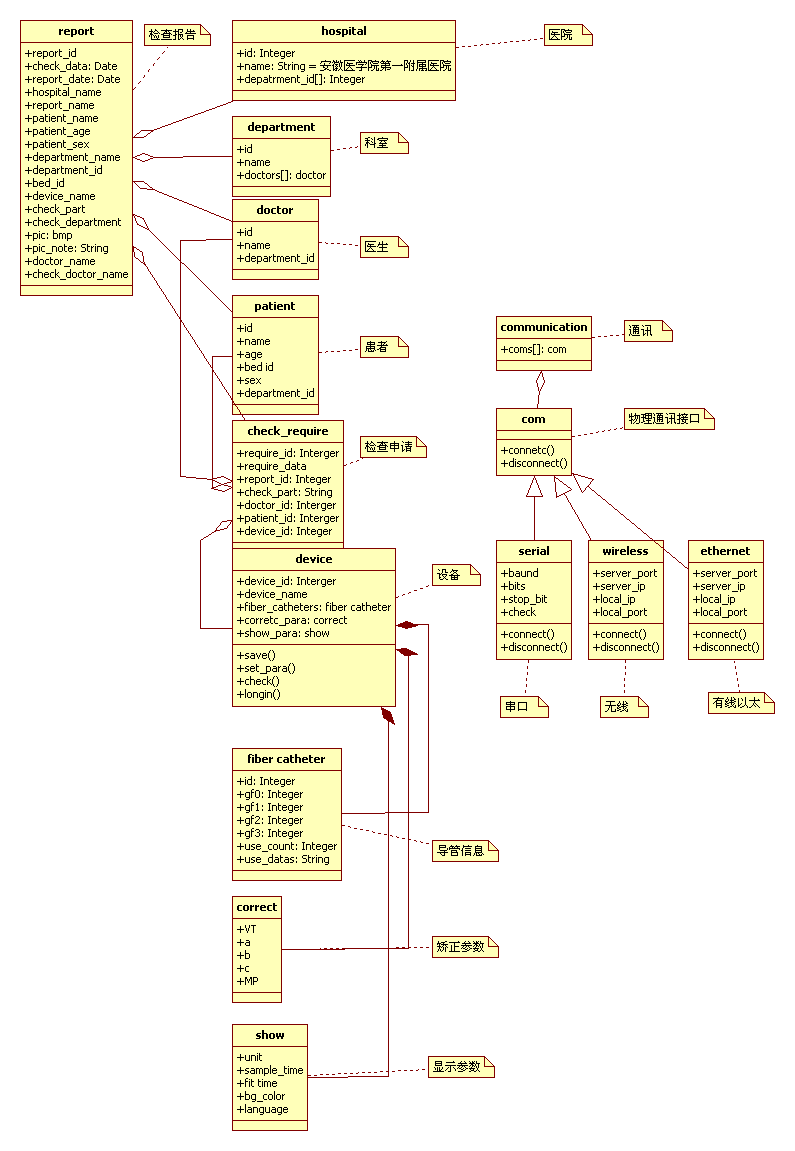 report
+report_id
+check_data: Date
+report_date: Date
+hospital_name
+report_name
+patient_name
+patient_age
+patient_sex
+department_name
+department_id
+bed_id
+device_name
+check_part
+check_department
+pic: bmp
+pic_note: String
+doctor_name
+check_doctor_name
检查报告
hospital
+id: Integer
+name: String = 安徽医学院第一附属医院
+depatrment_id[]: Integer
医院
department
+id
+name
+doctors[]: doctor
科室
doctor
+id
+name
+department_id
医生
patient
+id
+name
+age
+bed id
+sex
+department_id
患者
check_require
+require_id: Interger
+require_data
+report_id: Integer
+check_part: String
+doctor_id: Interger
+patient_id: Interger
+device_id: Integer
检查申请
device
+device_id: Interger
+device_name
+fiber_catheters: fiber catheter
+corretc_para: correct
+show_para: show
+save()
+set_para()
+check()
+longin()
设备
fiber catheter
+id: Integer
+gf0: Integer
+gf1: Integer
+gf2: Integer
+gf3: Integer
+use_count: Integer
+use_datas: String
导管信息
correct
+VT
+a
+b
+c
+MP
矫正参数
show
+unit
+sample_time
+fit time
+bg_color
+language
显示参数
communication
+coms[]: com
通讯
com
+connetc()
+disconnect()
物理通讯接口
serial
+baund
+bits
+stop_bit
+check
+connect()
+disconnect()
串口
wireless
+server_port
+server_ip
+local_ip
+local_port
+connect()
+disconnect()
无线
ethernet
+server_port
+server_ip
+local_ip
+local_port
+connect()
+disconnect()
有线以太